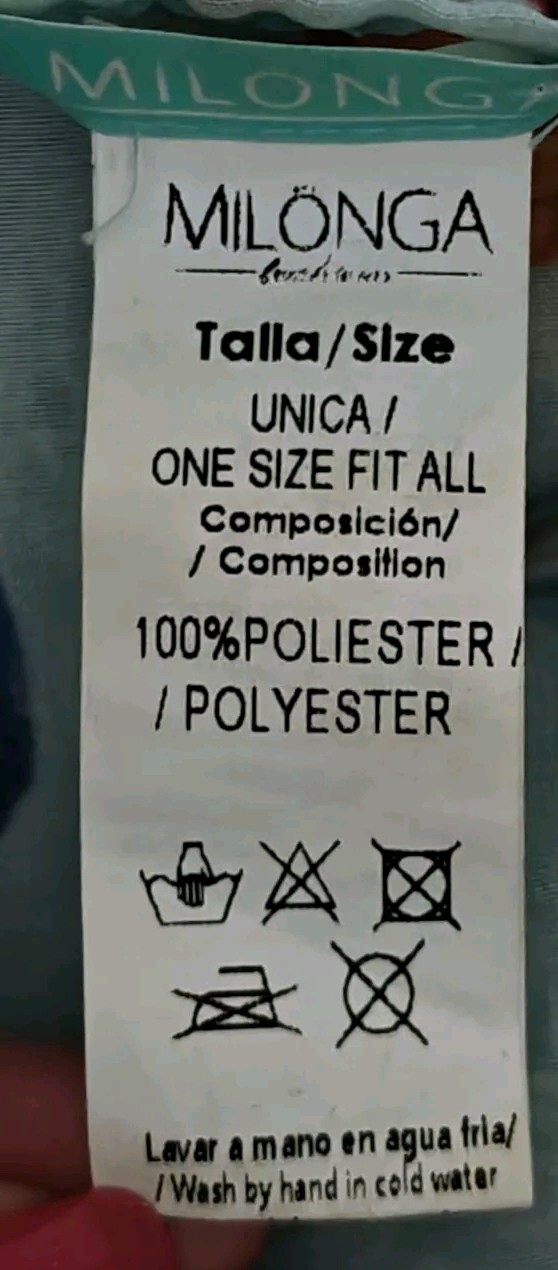 MILONGA
MILÖNGA
Talla/Size
UNICA /
ONE SIZE FIT ALL
Composición/
/ Composition
100%POLIESTER /
/ POLYESTER
Lavar a mano en agua fria/
/ Wash by hand in cold water